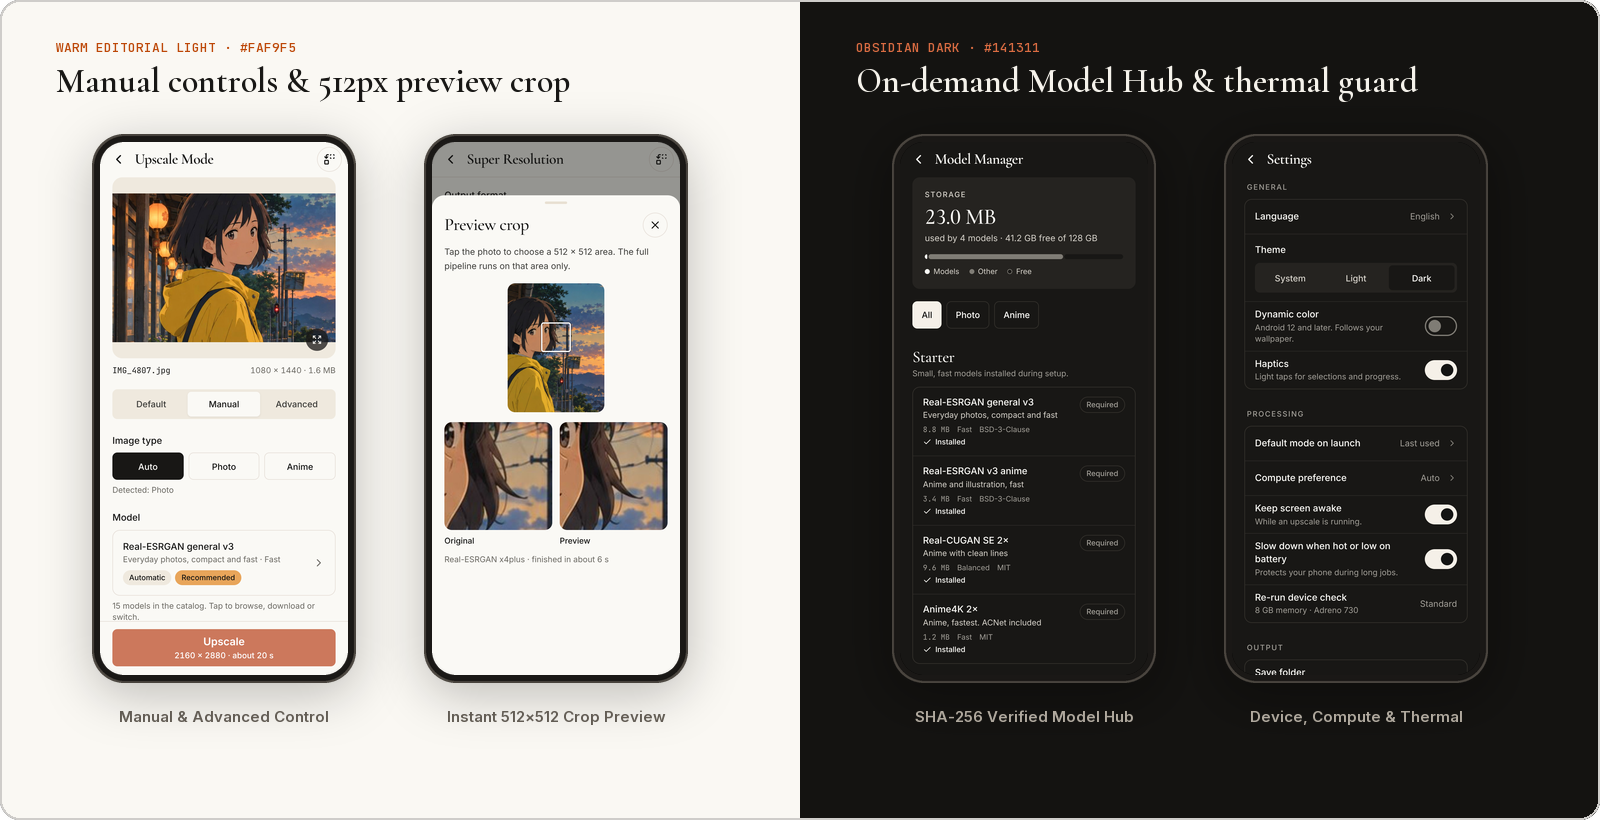 WARM EDITORIAL LIGHT · #FAF9F5
Manual controls & 512px preview crop
Upscale Mode
IMG_4807.jpg
1080 × 1440 · 1.6 MB
Default
Manual
Advanced
Image type
Auto
Photo
Anime
Detected: Photo
Model
Real-ESRGAN general v3
Everyday photos, compact and fast · Fast
Automatic
Recommended
15 models in the catalog. Tap to browse, download or
switch.
Upscale
2160 × 2880 · about 20 s
Manual & Advanced Control
Super Resolution
Output format
Preview crop
Tap the photo to choose a 512 × 512 area. The full
pipeline runs on that area only.
Original
Preview
Real-ESRGAN x4plus · finished in about 6 s
Instant 512×512 Crop Preview
OBSIDIAN DARK · #141311
On-demand Model Hub & thermal guard
Model Manager
STORAGE
23.0 MB
used by 4 models · 41.2 GB free of 128 GB
Models
Other
Free
All
Photo
Anime
Starter
Small, fast models installed during setup.
Real-ESRGAN general v3
Required
Everyday photos, compact and fast
8.8 MB Fast BSD-3-Clause
Installed
Real-ESRGAN v3 anime
Required
Anime and illustration, fast
3.4 MB Fast BSD-3-Clause
Installed
Real-CUGAN SE 2×
Required
Anime with clean lines
9.6 MB Balanced MIT
Installed
Anime4K 2×
Required
Anime, fastest. ACNet included
1.2 MB Fast MIT
Installed
SHA-256 Verified Model Hub
Settings
GENERAL
Language
English
Theme
System
Light
Dark
Dynamic color
Android 12 and later. Follows your
wallpaper.
Haptics
Light taps for selections and progress.
PROCESSING
Default mode on launch
Last used
Compute preference
Auto
Keep screen awake
While an upscale is running.
Slow down when hot or low on
battery
Protects your phone during long jobs.
Re-run device check
8 GB memory · Adreno 730
Standard
OUTPUT
Save folder
Device, Compute & Thermal